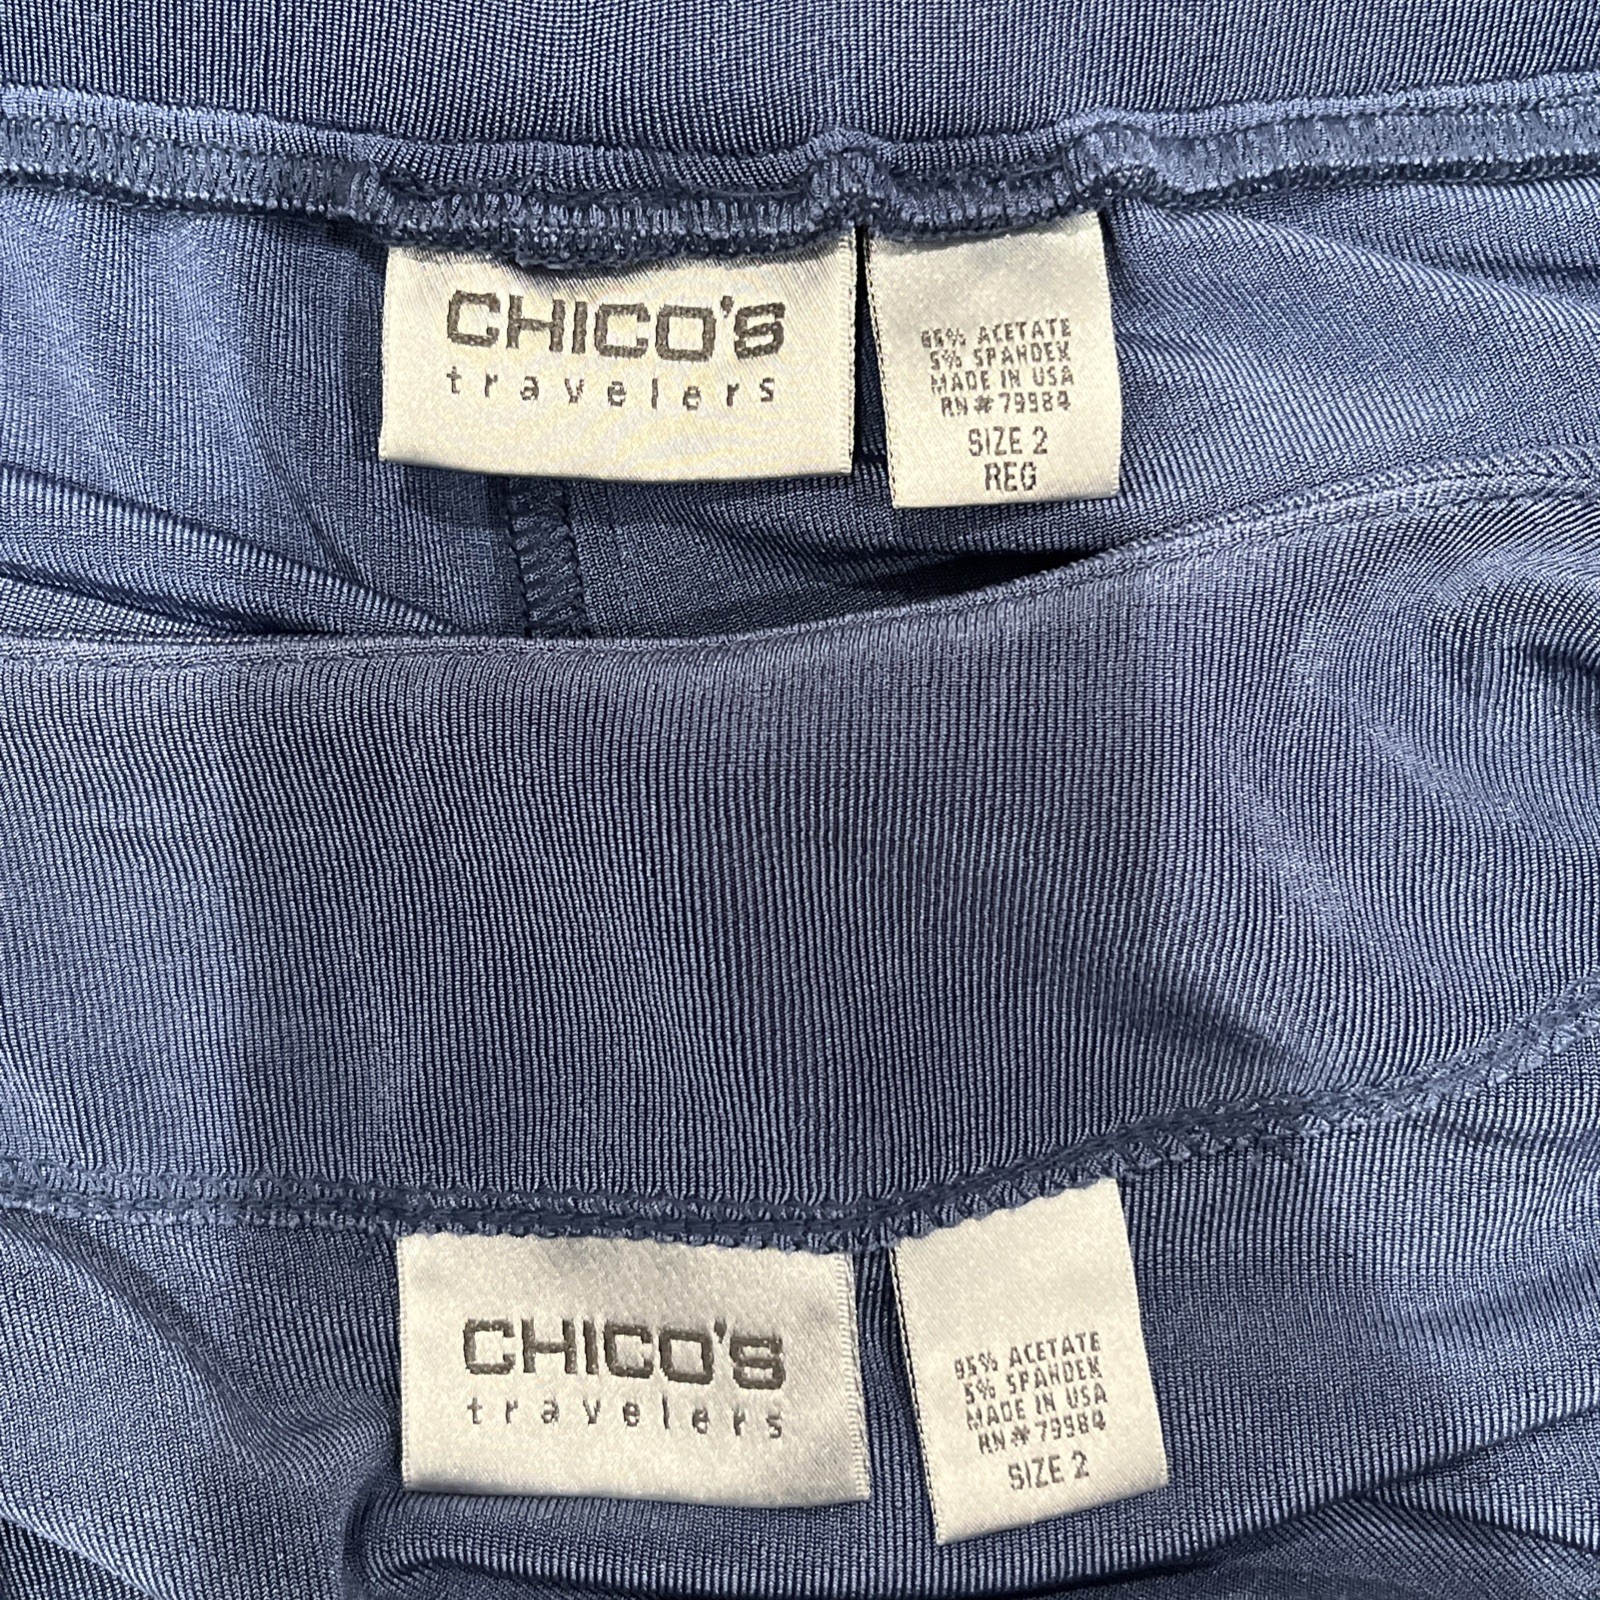 CHICO'S
travelers
95% ACETATE
5% SPANDEX
MADE IN USA
RN# 79984
SIZE 2
REG
CHICO'S
travelers
95% ACETATE
5% SPANDEX
MADE IN USA
RN# 79984
SIZE 2